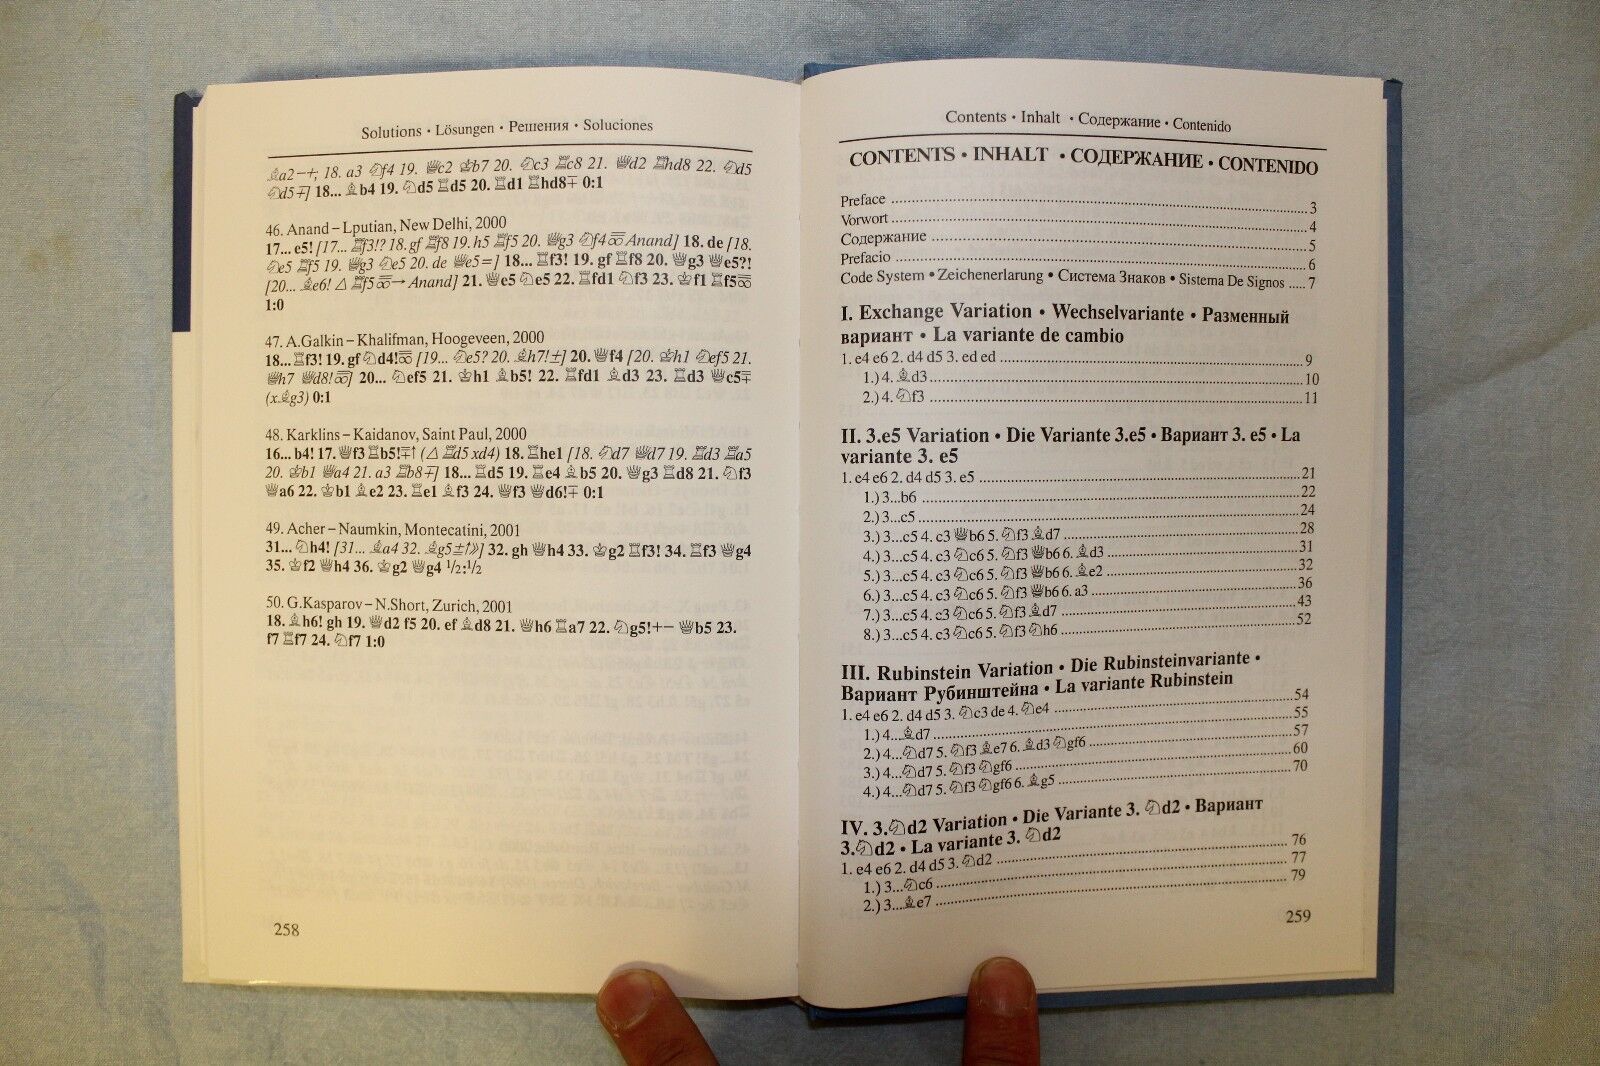 Solutions • Lösungen • Решения • Soluciones
♗a2−+; 18. a3 ♘f4 19. ♕c2 ♔b7 20. ♘c3 ♖c8 21. ♕d2 ♖hd8 22. ♘d5
♘d5∓] 18... ♗b4 19. ♘d5 ♖d5 20. ♖d1 ♖hd8∓ 0:1
46. Anand – Lputian, New Delhi, 2000
17... e5! [17... ♖f3!? 18. gf ♖f8 19. h5 ♖f5 20. ♕g3 ♘f4 Anand] 18. de [18.
♘e5 ♖f5 19. ♕g3 ♘e5 20. de ♕e5=] 18... ♖f3! 19. gf ♖f8 20. ♕g3 ♕e5?!
[20... ♗e6! △ ♖f5 → Anand] 21. ♕e5 ♘e5 22. ♖fd1 ♘f3 23. ♔f1 ♖f5
1:0
47. A.Galkin – Khalifman, Hoogeveen, 2000
18... ♖f3! 19. gf ♘d4! [19... ♘e5? 20. ♗h7!±] 20. ♕f4 [20. ♔h1 ♘ef5 21.
♕h7 ♕d8!] 20... ♘ef5 21. ♔h1 ♗b5! 22. ♖fd1 ♗d3 23. ♖d3 ♕c5∓
(x♗g3) 0:1
48. Karklins – Kaidanov, Saint Paul, 2000
16... b4! 17. ♕f3 ♖b5!∓↑ (△ ♖d5 xd4) 18. ♖he1 [18. ♘d7 ♕d7 19. ♖d3 ♖a5
20. ♔b1 ♕a4 21. a3 ♖b8∓] 18... ♖d5 19. ♖e4 ♗b5 20. ♕g3 ♖d8 21. ♘f3
♕a6 22. ♔b1 ♗e2 23. ♖e1 ♗f3 24. ♕f3 ♕d6!∓ 0:1
49. Acher – Naumkin, Montecatini, 2001
31... ♘h4! [31... ♗a4 32. ♗g5±↑»] 32. gh ♕h4 33. ♔g2 ♖f3! 34. ♖f3 ♕g4
35. ♔f2 ♕h4 36. ♔g2 ♕g4 ½:½
50. G.Kasparov – N.Short, Zurich, 2001
18. ♗h6! gh 19. ♕d2 f5 20. ef ♗d8 21. ♕h6 ♖a7 22. ♘g5!+− ♕b5 23.
f7 ♖f7 24. ♘f7 1:0
258
Contents • Inhalt • Содержание • Contenido
CONTENTS • INHALT • СОДЕРЖАНИЕ • CONTENIDO
Preface ........ 3
Vorwort ........ 4
Содержание ........ 5
Prefacio ........ 6
Code System • Zeichenerlarung • Система Знаков • Sistema De Signos ..... 7
I. Exchange Variation • Wechselvariante • Разменный
вариант • La variante de cambio
1. e4 e6 2. d4 d5 3. ed ed ........ 9
1.) 4. ♗d3 ........ 10
2.) 4. ♘f3 ........ 11
II. 3.e5 Variation • Die Variante 3.e5 • Вариант 3. e5 • La
variante 3. e5
1. e4 e6 2. d4 d5 3. e5 ........ 21
1.) 3...b6 ........ 22
2.) 3...c5 ........ 24
3.) 3...c5 4. c3 ♕b6 5. ♘f3 ♗d7 ........ 28
4.) 3...c5 4. c3 ♘c6 5. ♘f3 ♕b6 6. ♗d3 ........ 31
5.) 3...c5 4. c3 ♘c6 5. ♘f3 ♕b6 6. ♗e2 ........ 32
6.) 3...c5 4. c3 ♘c6 5. ♘f3 ♕b6 6. a3 ........ 36
7.) 3...c5 4. c3 ♘c6 5. ♘f3 ♗d7 ........ 43
8.) 3...c5 4. c3 ♘c6 5. ♘f3 ♘h6 ........ 52
III. Rubinstein Variation • Die Rubinsteinvariante •
Вариант Рубинштейна • La variante Rubinstein
1. e4 e6 2. d4 d5 3. ♘c3 de 4. ♘e4 ........ 54
1.) 4...♗d7 ........ 55
2.) 4...♘d7 5. ♘f3 ♗e7 6. ♗d3 ♘gf6 ........ 57
3.) 4...♘d7 5. ♘f3 ♘gf6 ........ 60
4.) 4...♘d7 5. ♘f3 ♘gf6 6. ♗g5 ........ 70
IV. 3.♘d2 Variation • Die Variante 3. ♘d2 • Вариант
3.♘d2 • La variante 3. ♘d2
1. e4 e6 2. d4 d5 3. ♘d2 ........ 76
1.) 3...♘c6 ........ 77
2.) 3...♗e7 ........ 79
259